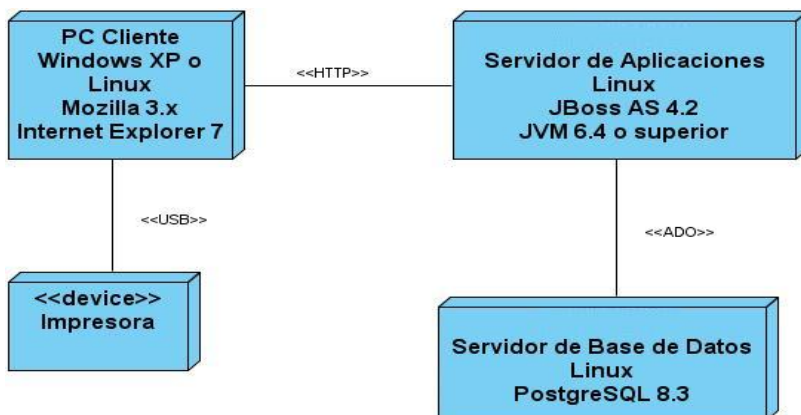 PC Cliente
Windows XP o
Linux
Mozilla 3.x
Internet Explorer 7
<<HTTP>>
Servidor de Aplicaciones
Linux
JBoss AS 4.2
JVM 6.4 o superior
<<USB>>
<<ADO>>
<<device>>
Impresora
Servidor de Base de Datos
Linux
PostgreSQL 8.3